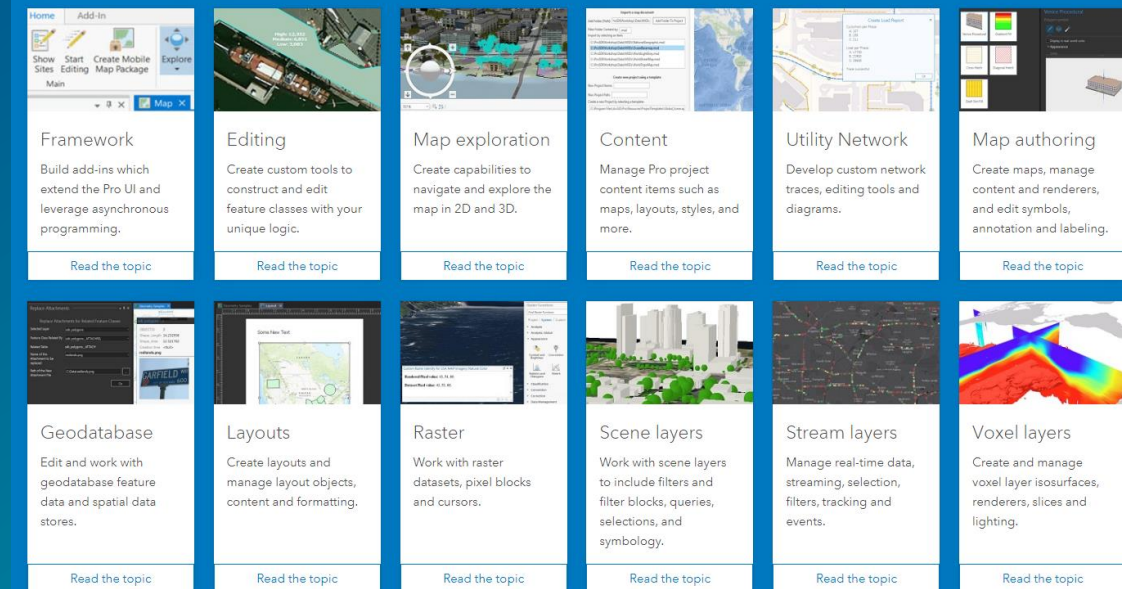 Home Add-In
Show Sites
Start Editing
Create Mobile Map Package
Explore
Main
Map
Framework
Build add-ins which
extend the Pro UI and
leverage asynchronous
programming.
Read the topic
Editing
Create custom tools to
construct and edit
feature classes with your
unique logic.
Read the topic
Map exploration
Create capabilities to
navigate and explore the
map in 2D and 3D.
Read the topic
Content
Manage Pro project
content items such as
maps, layouts, styles, and
more.
Read the topic
Create Load Report
Utility Network
Develop custom network
traces, editing tools and
diagrams.
Read the topic
Map authoring
Create maps, manage
content and renderers,
and edit symbols,
annotation and labeling.
Read the topic
GARFIELD
Geodatabase
Edit and work with
geodatabase feature
data and spatial data
stores.
Read the topic
Some New Text
Layouts
Create layouts and
manage layout objects,
content and formatting.
Read the topic
Raster
Work with raster
datasets, pixel blocks
and cursors.
Read the topic
Scene layers
Work with scene layers
to include filters and
filter blocks, queries,
selections, and
symbology.
Read the topic
Stream layers
Manage real-time data,
streaming, selection,
filters, tracking and
events.
Read the topic
Voxel layers
Create and manage
voxel layer isosurfaces,
renderers, slices and
lighting.
Read the topic